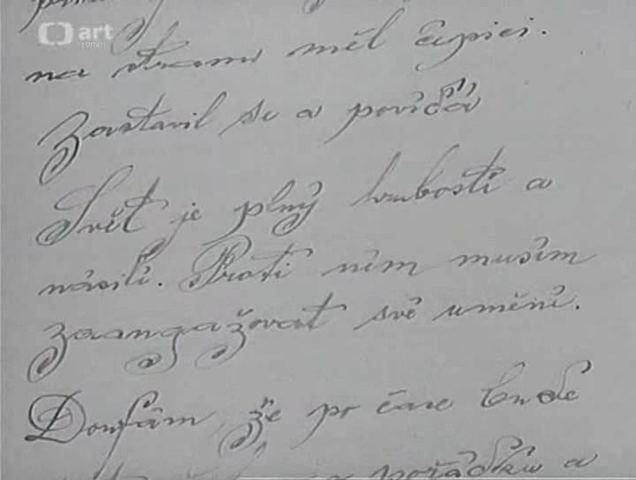 art
na stranu měl čepici.
Zastavil se a povídá
Svět je plný hrubosti a
násilí. Proti nim musím
zaangažovat své umění.
Doufám, že po čase bude
pořádku a